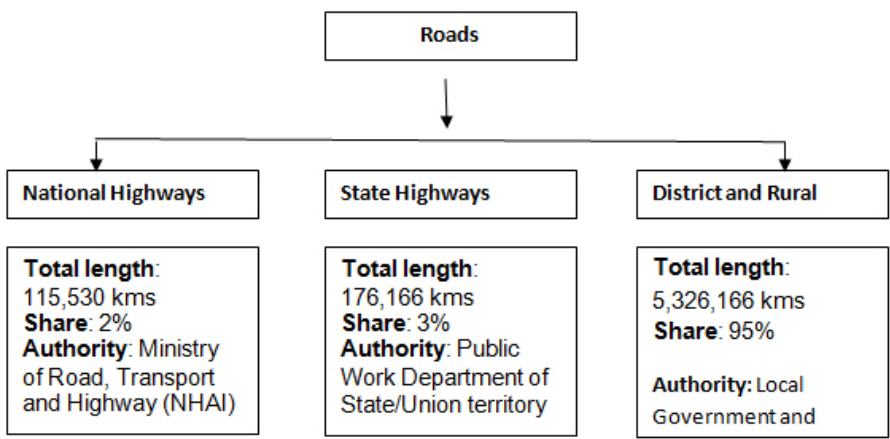 Roads
National Highways
State Highways
District and Rural
Total length:
115,530 kms
Share: 2%
Authority: Ministry
of Road, Transport
and Highway (NHAI)
Total length:
176,166 kms
Share: 3%
Authority: Public
Work Department of
State/Union territory
Total length:
5,326,166 kms
Share: 95%
Authority: Local
Government and